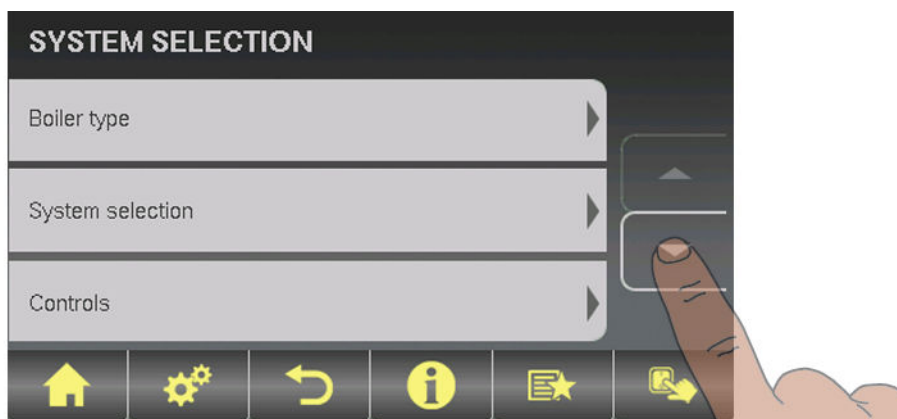 SYSTEM SELECTION
Boiler type
System selection
Controls